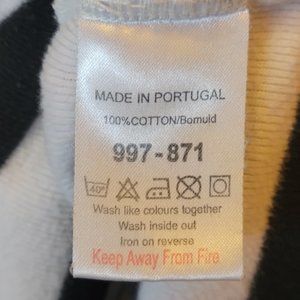 MADE IN PORTUGAL
100%COTTON/Bomuld
997-871
40°
Wash like colours together
Wash inside out
Iron on reverse
Keep Away From Fire